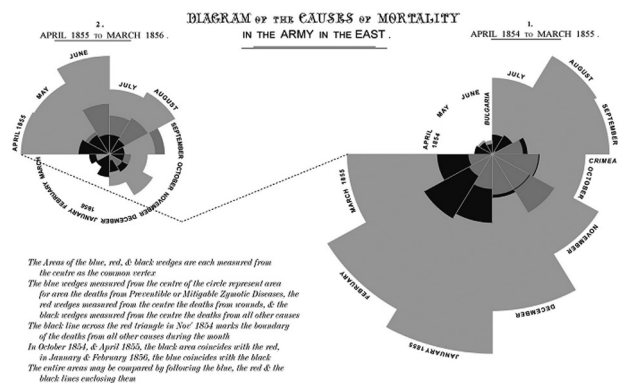 DIAGRAM OF THE CAUSES OF MORTALITY
IN THE ARMY IN THE EAST.
2.
APRIL 1855 TO MARCH 1856.
1.
APRIL 1854 TO MARCH 1855.
APRIL 1855
MAY
JUNE
JULY
AUGUST
SEPTEMBER
OCTOBER
NOVEMBER
DECEMBER
JANUARY
1856
FEBRUARY
MARCH
APRIL
1854
MAY
JUNE
BULGARIA
JULY
AUGUST
SEPTEMBER
CRIMEA
OCTOBER
NOVEMBER
DECEMBER
JANUARY 1855
FEBRUARY
MARCH 1855
The Areas of the blue, red, & black wedges are each measured from
the centre as the common vertex
The blue wedges measured from the centre of the circle represent area
for area the deaths from Preventible or Mitigable Zymotic Diseases, the
red wedges measured from the centre the deaths from wounds, & the
black wedges measured from the centre the deaths from all other causes
The black line across the red triangle in Nov' 1854 marks the boundary
of the deaths from all other causes during the month
In October 1854, & April 1855, the black area coincides with the red,
in January & February 1856, the blue coincides with the black
The entire areas may be compared by following the blue, the red & the
black lines enclosing them